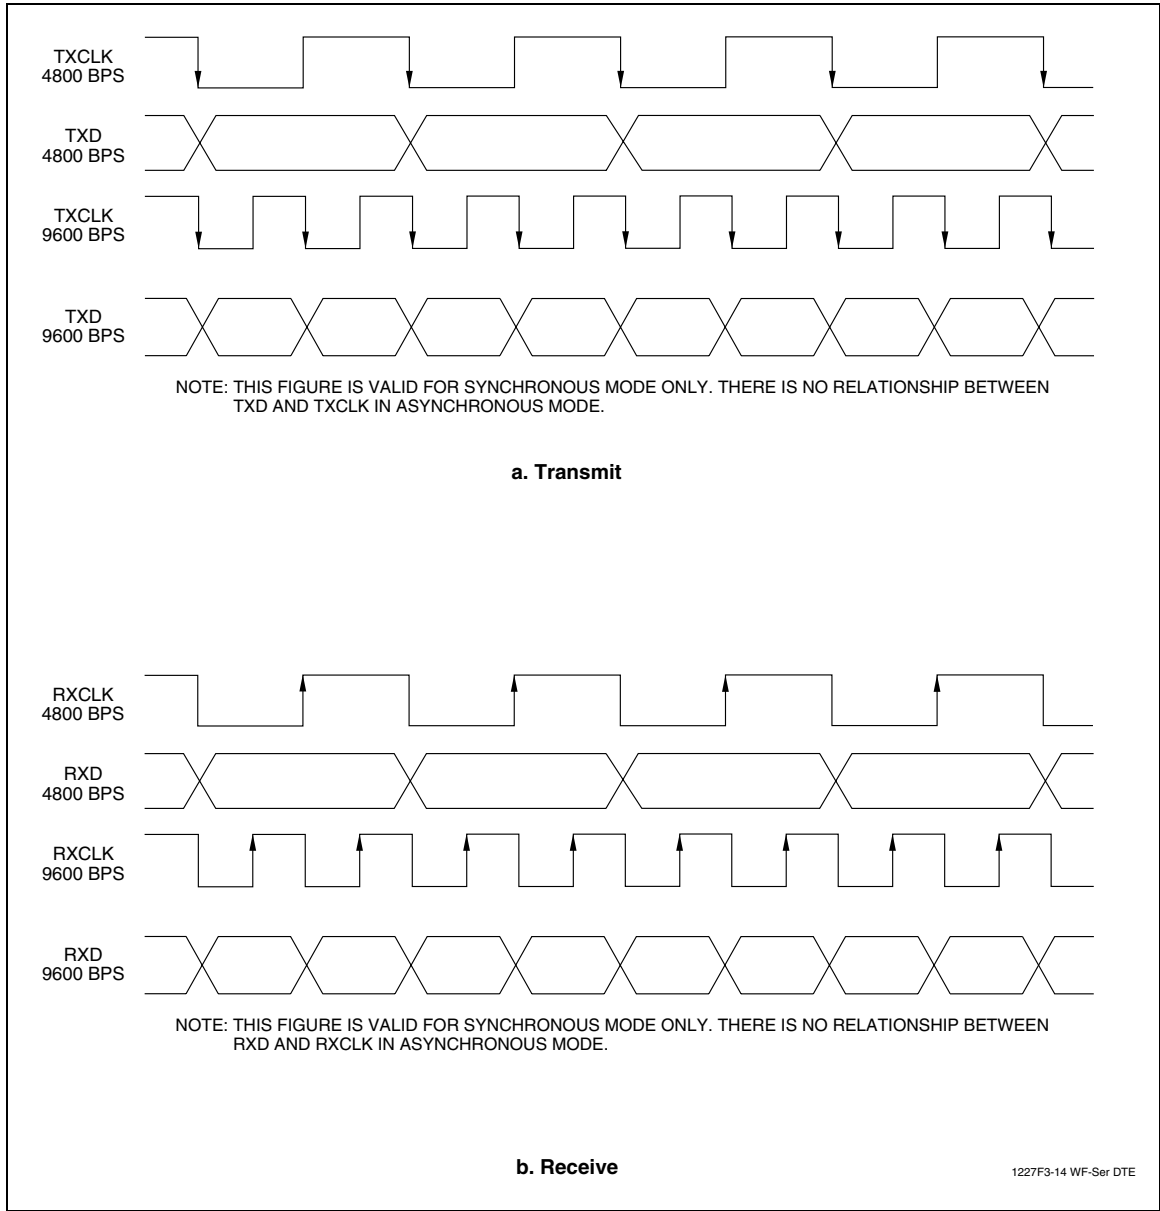 TXCLK
4800 BPS
TXD
4800 BPS
TXCLK
9600 BPS
TXD
9600 BPS
NOTE: THIS FIGURE IS VALID FOR SYNCHRONOUS MODE ONLY. THERE IS NO RELATIONSHIP BETWEEN
TXD AND TXCLK IN ASYNCHRONOUS MODE.
a. Transmit
RXCLK
4800 BPS
RXD
4800 BPS
RXCLK
9600 BPS
RXD
9600 BPS
NOTE: THIS FIGURE IS VALID FOR SYNCHRONOUS MODE ONLY. THERE IS NO RELATIONSHIP BETWEEN
RXD AND RXCLK IN ASYNCHRONOUS MODE.
b. Receive
1227F3-14 WF-Ser DTE